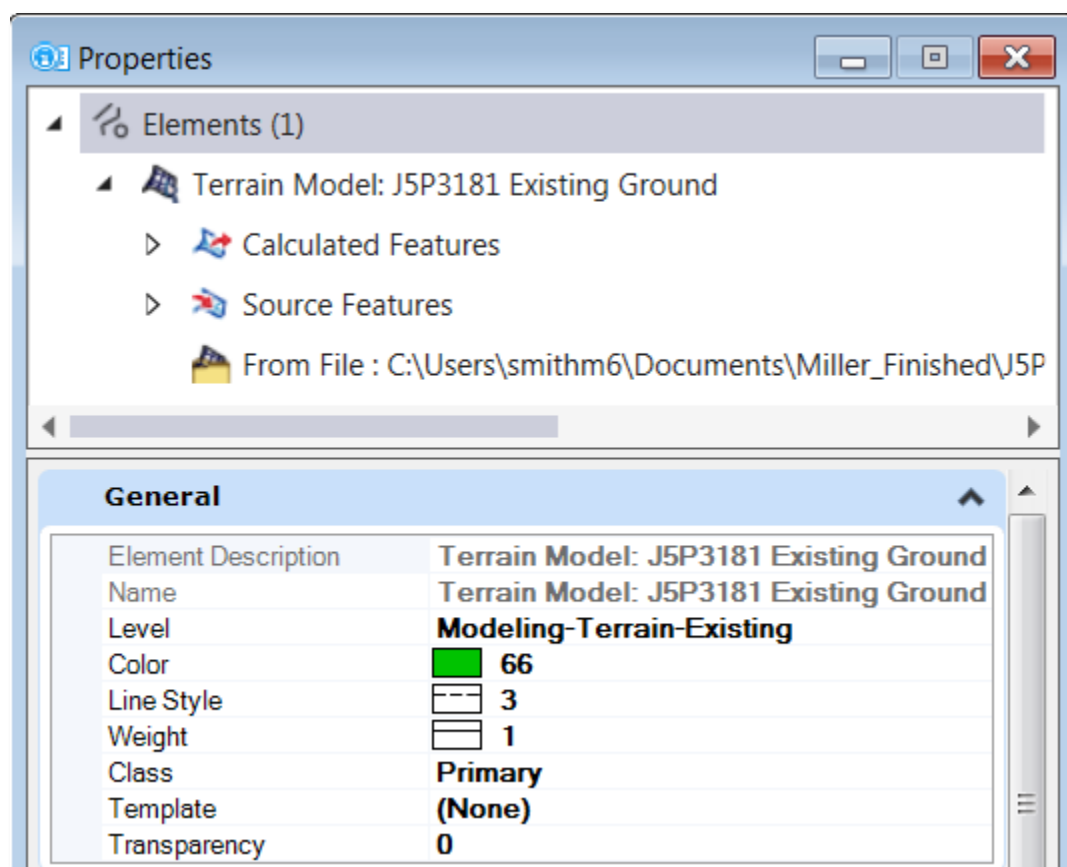 Properties
Elements (1)
Terrain Model: J5P3181 Existing Ground
Calculated Features
Source Features
From File : C:\Users\smithm6\Documents\Miller_Finished\J5P
General
Element Description Terrain Model: J5P3181 Existing Ground
Name Terrain Model: J5P3181 Existing Ground
Level Modeling-Terrain-Existing
Color 66
Line Style 3
Weight 1
Class Primary
Template (None)
Transparency 0